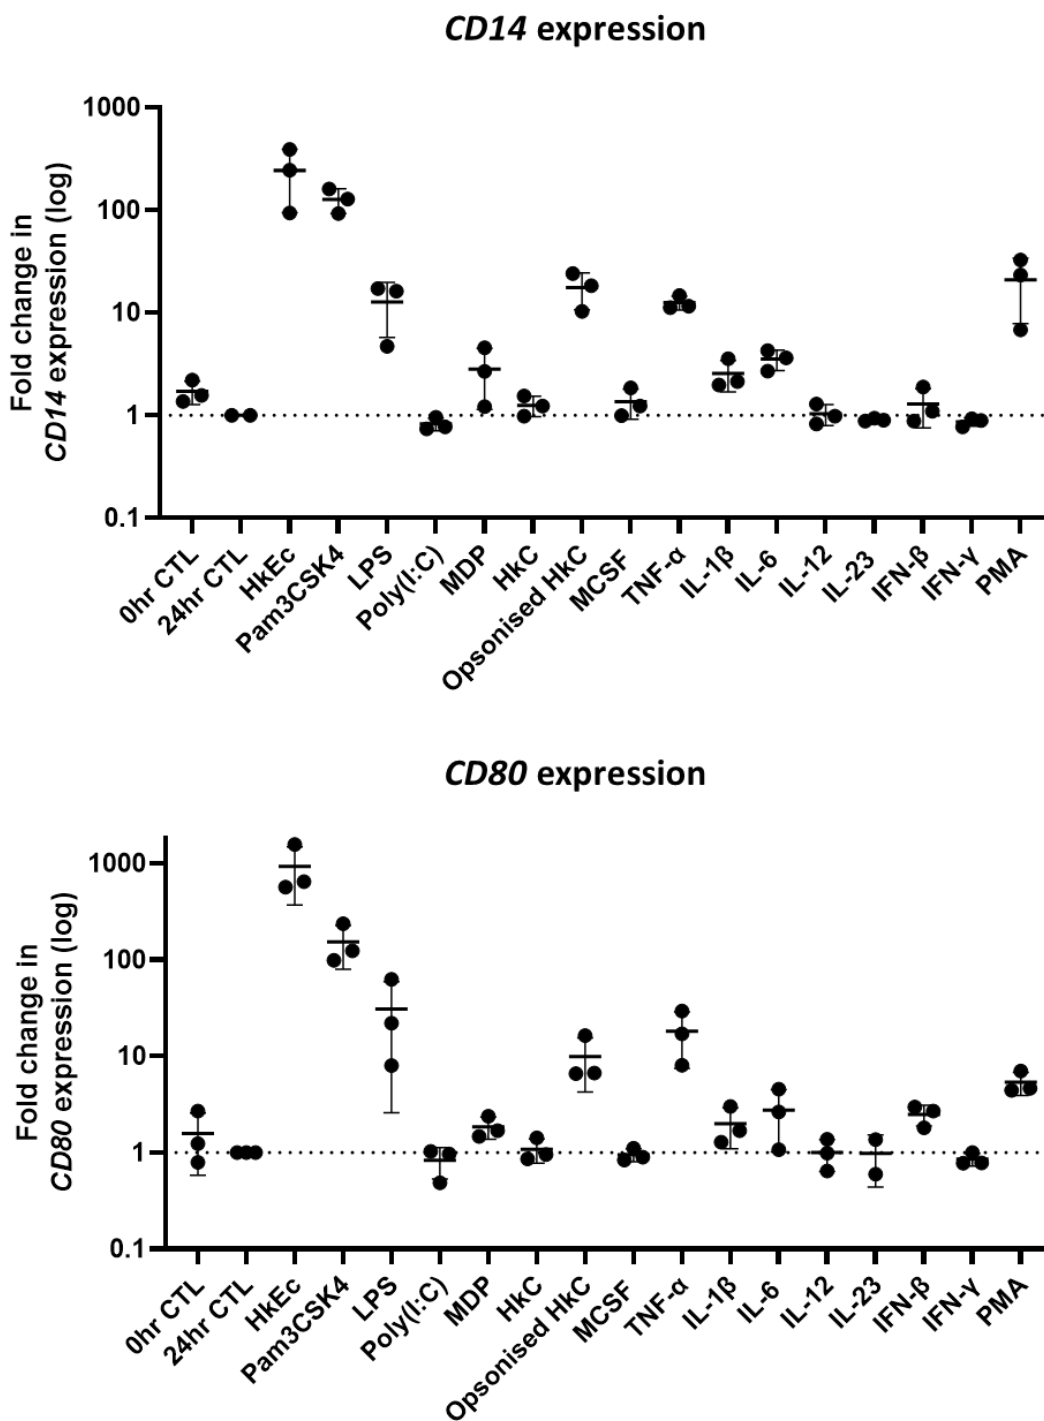 CD14 expression
Fold change in
CD14 expression (log)
1000
100
10
1
0.1
0hr CTL
24hr CTL
HkEc
Pam3CSK4
LPS
Poly(I:C)
MDP
HkC
Opsonised HkC
MCSF
TNF-α
IL-1β
IL-6
IL-12
IL-23
IFN-β
IFN-γ
PMA
CD80 expression
Fold change in
CD80 expression (log)
1000
100
10
1
0.1
0hr CTL
24hr CTL
HkEc
Pam3CSK4
LPS
Poly(I:C)
MDP
HkC
Opsonised HkC
MCSF
TNF-α
IL-1β
IL-6
IL-12
IL-23
IFN-β
IFN-γ
PMA